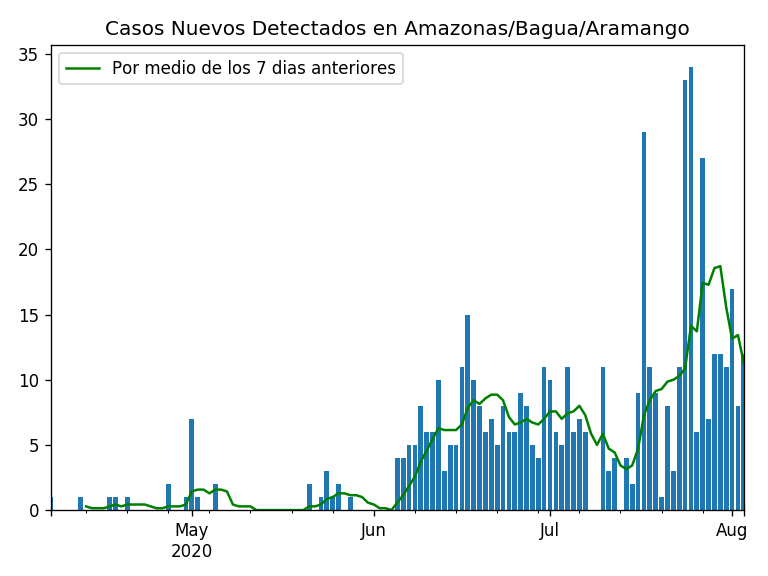 Casos Nuevos Detectados en Amazonas/Bagua/Aramango
Por medio de los 7 dias anteriores
35
30
25
20
15
10
5
0
May
2020
Jun
Jul
Aug